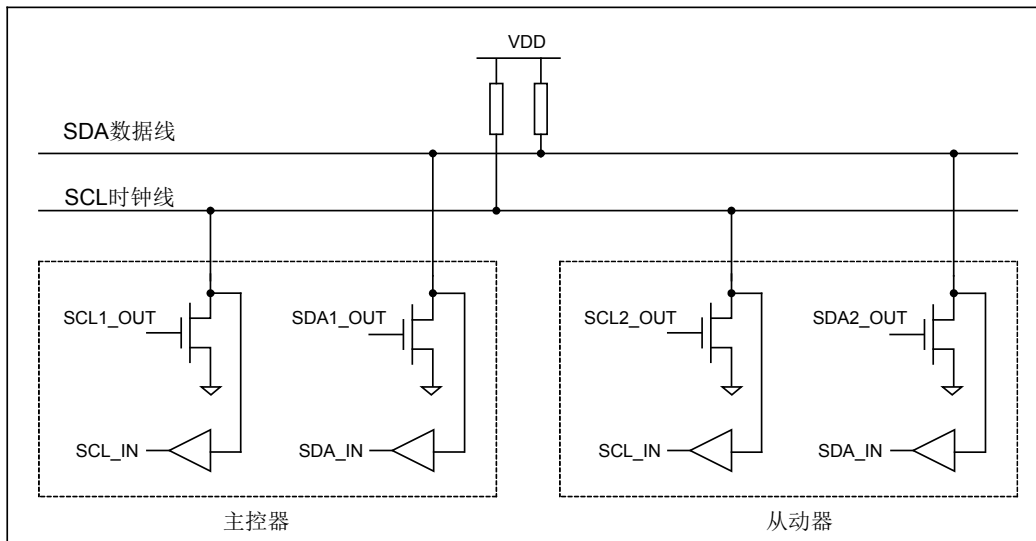 VDD
SDA数据线
SCL时钟线
SCL1_OUT
SDA1_OUT
SCL2_OUT
SDA2_OUT
SCL_IN
SDA_IN
SCL_IN
SDA_IN
主控器
从动器